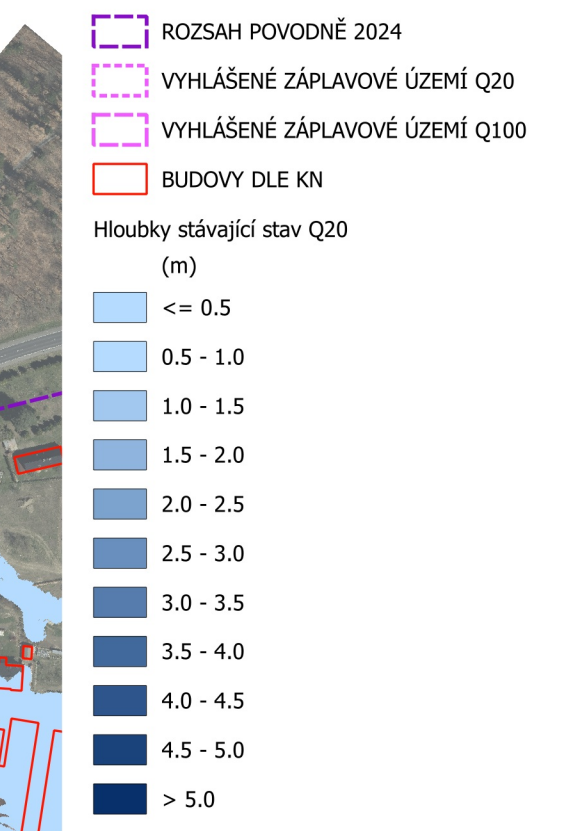 ROZSAH POVODNĚ 2024
VYHLÁŠENÉ ZÁPLAVOVÉ ÚZEMÍ Q20
VYHLÁŠENÉ ZÁPLAVOVÉ ÚZEMÍ Q100
BUDOVY DLE KN
Hloubky stávající stav Q20
(m)
<= 0.5
0.5 - 1.0
1.0 - 1.5
1.5 - 2.0
2.0 - 2.5
2.5 - 3.0
3.0 - 3.5
3.5 - 4.0
4.0 - 4.5
4.5 - 5.0
> 5.0